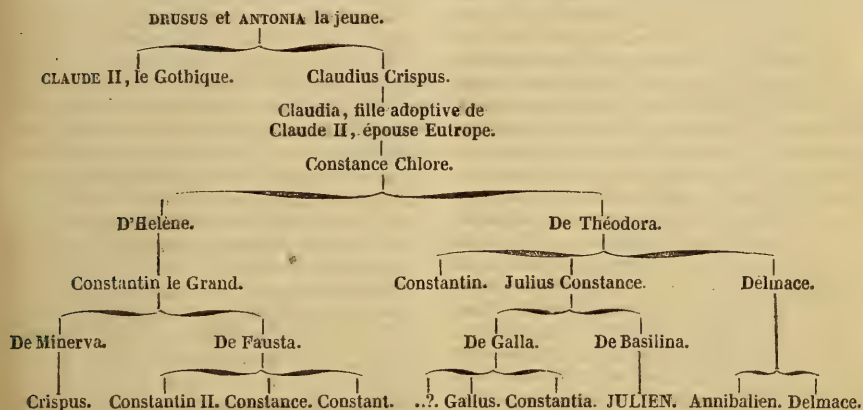 DRUSUS et ANTONIA la jeune.
CLAUDE II, le Gothique. Claudius Crispus.
Claudia, fille adoptive de
Claude II, épouse Eutrope.
Constance Chlore.
D'Helène. De Théodora.
Constantin le Grand. Constantin. Julius Constance. Delmace.
De Minerva. De Fausta. De Galla. De Basilina.
Crispus. Constantin II. Constance. Constant. ..?. Gallus. Constantia. JULIEN. Annibalien. Delmace.